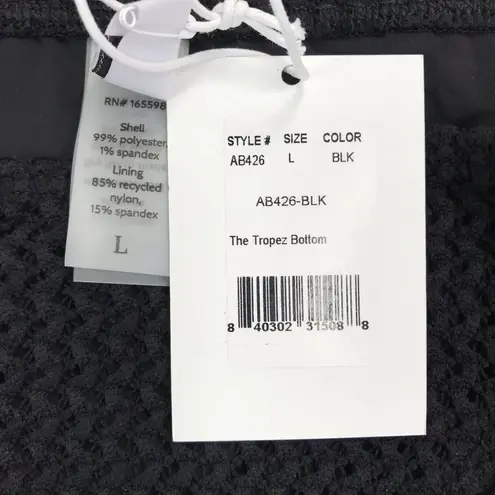 RN# 165598
Shell
99% polyester,
1% spandex
Lining
85% recycled
nylon,
15% spandex
L
STYLE # SIZE COLOR
AB426 L BLK
AB426-BLK
The Tropez Bottom
8 40302 31508 8